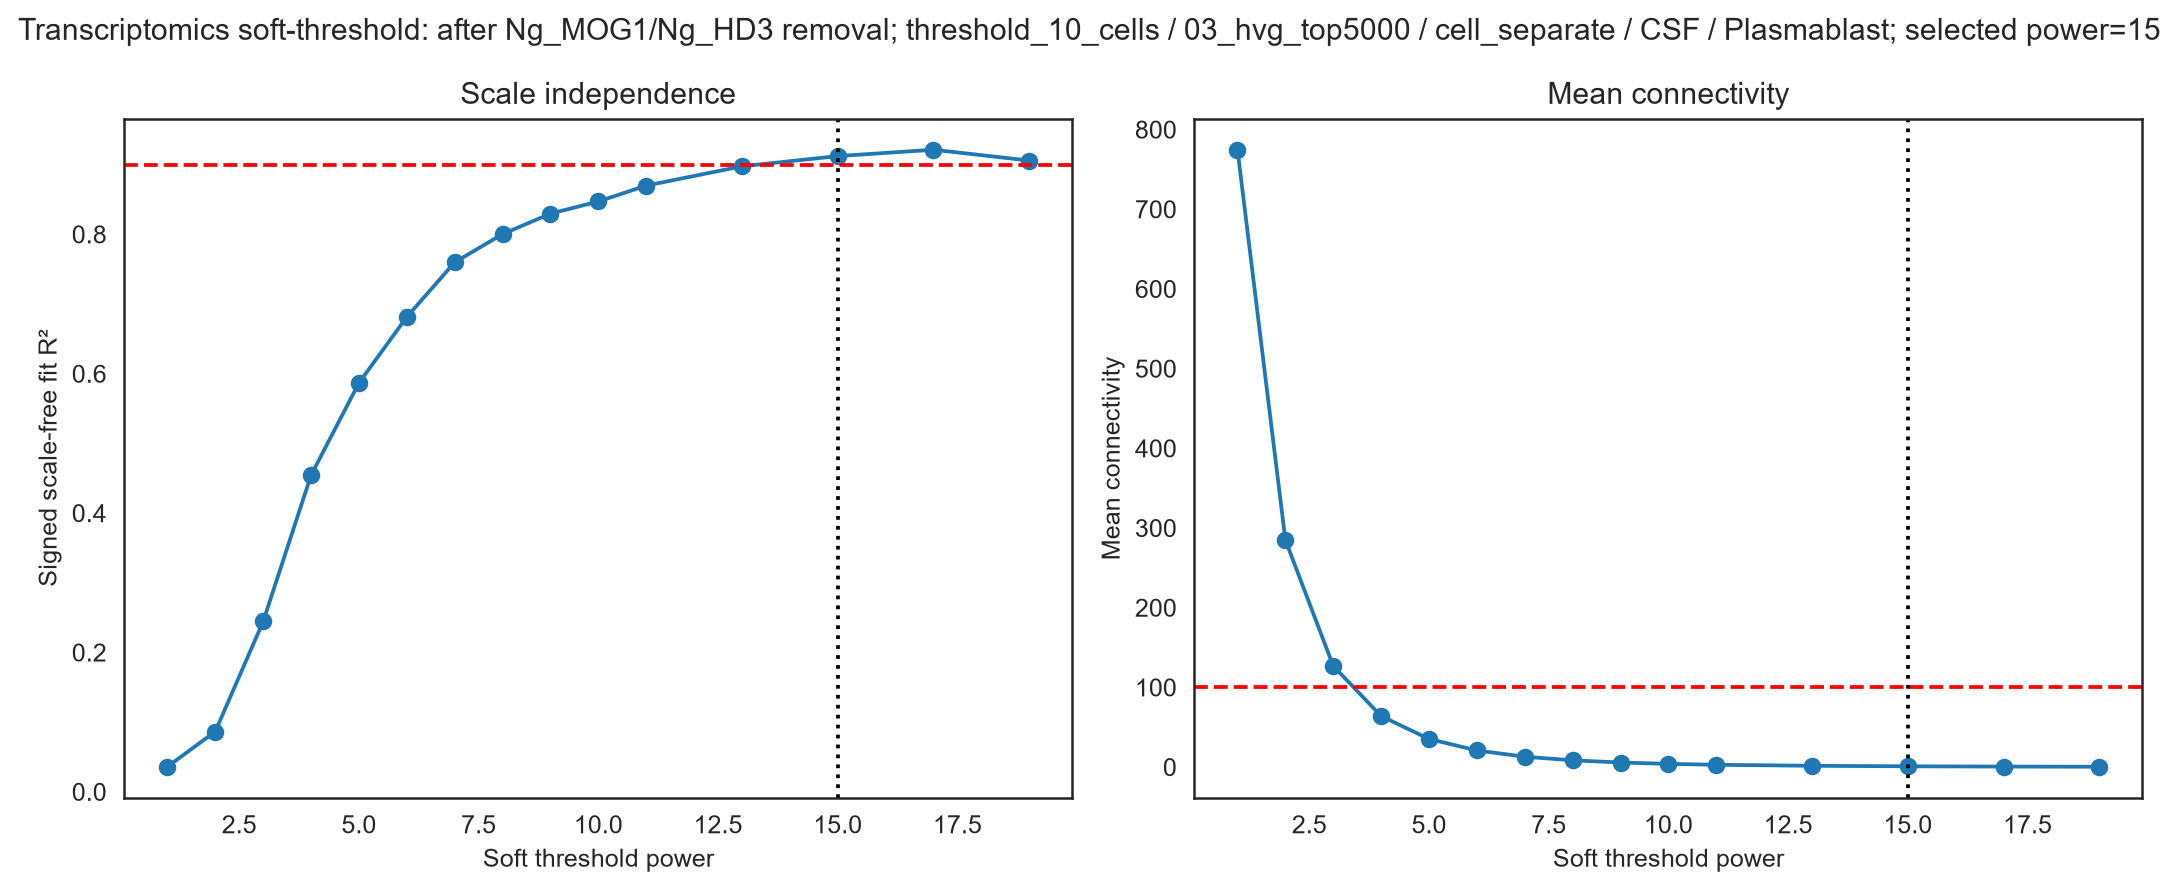 Transcriptomics soft-threshold: after Ng_MOG1/Ng_HD3 removal; threshold_10_cells / 03_hvg_top5000 / cell_separate / CSF / Plasmablast; selected power=15
Scale independence
Signed scale-free fit R²
0.8
0.6
0.4
0.2
0.0
2.5 5.0 7.5 10.0 12.5 15.0 17.5
Soft threshold power
Mean connectivity
Mean connectivity
800
700
600
500
400
300
200
100
0
2.5 5.0 7.5 10.0 12.5 15.0 17.5
Soft threshold power